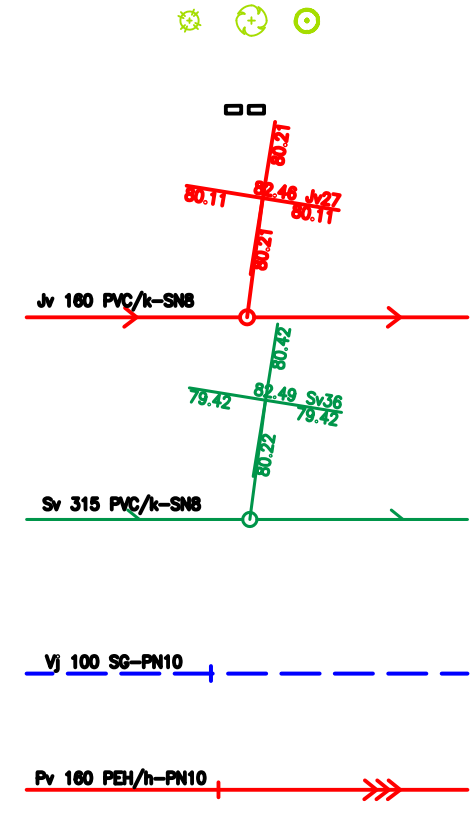 80.21
82.46 Jv27
80.11
80.11
80.21
Jv 160 PVC/k-SN8
80.42
82.49 Sv36
79.42
79.42
80.22
Sv 315 PVC/k-SN8
Vj 100 SG-PN10
Pv 160 PEH/h-PN10